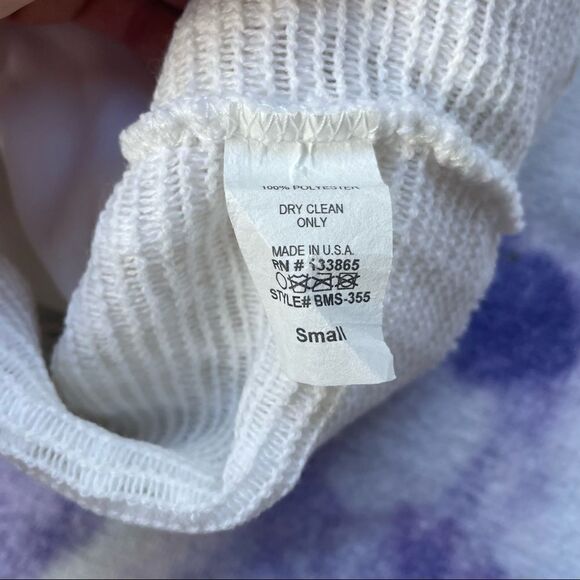 100% POLYESTER
DRY CLEAN
ONLY
MADE IN U.S.A.
RN # 133865
STYLE# BMS-355
Small